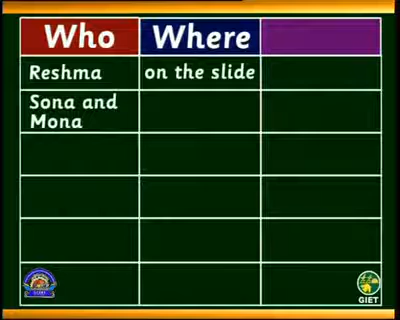 Who Where
Reshma on the slide
Sona and
Mona
GIET